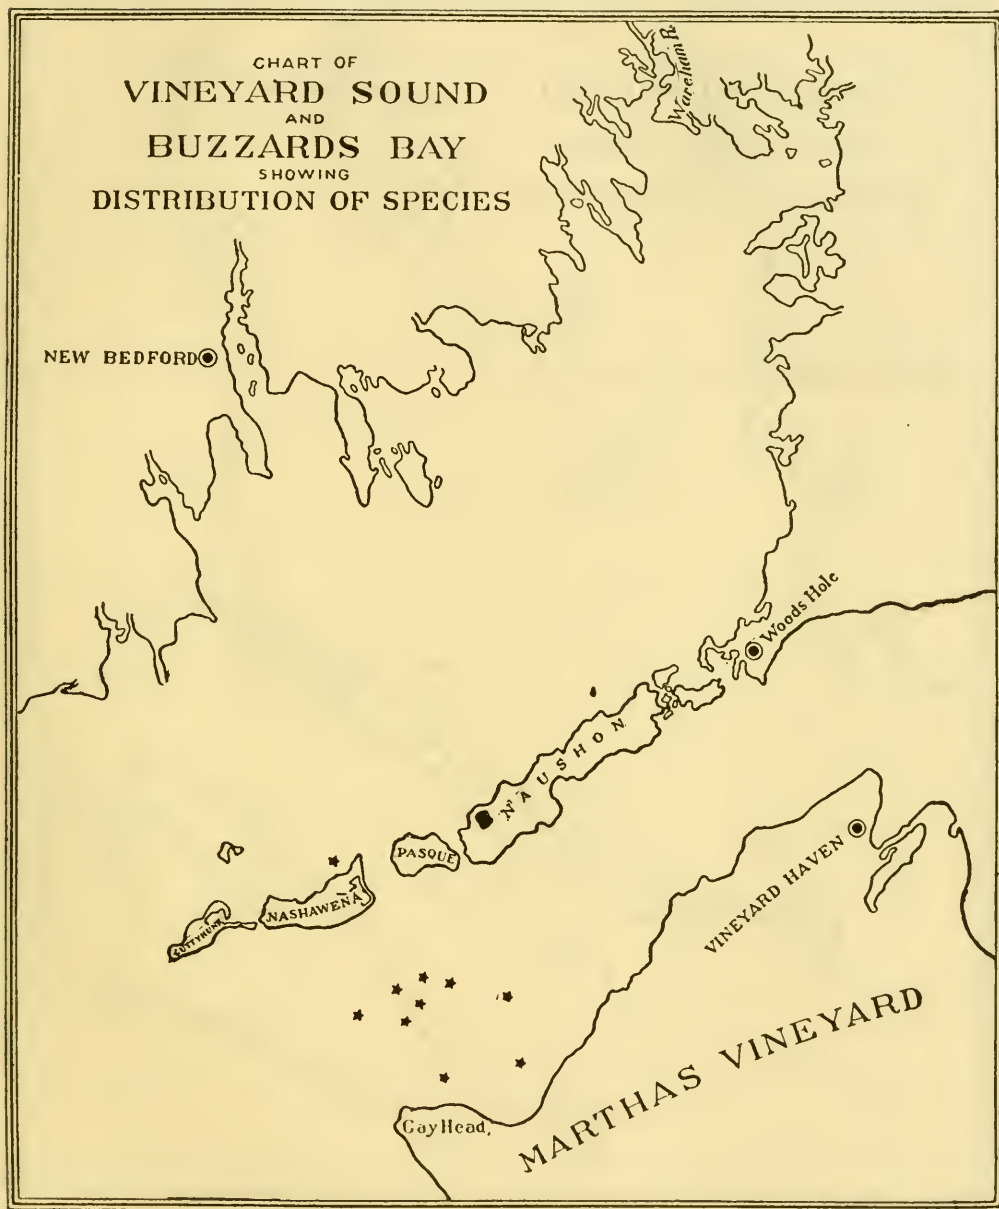 CHART OF
VINEYARD SOUND
AND
BUZZARDS BAY
SHOWING
DISTRIBUTION OF SPECIES
Wareham R.
NEW BEDFORD
Woods Hole
NAUSHON
PASQUE
NASHAWENA
CUTTYHUNK
VINEYARD HAVEN
MARTHAS VINEYARD
Gay Head,